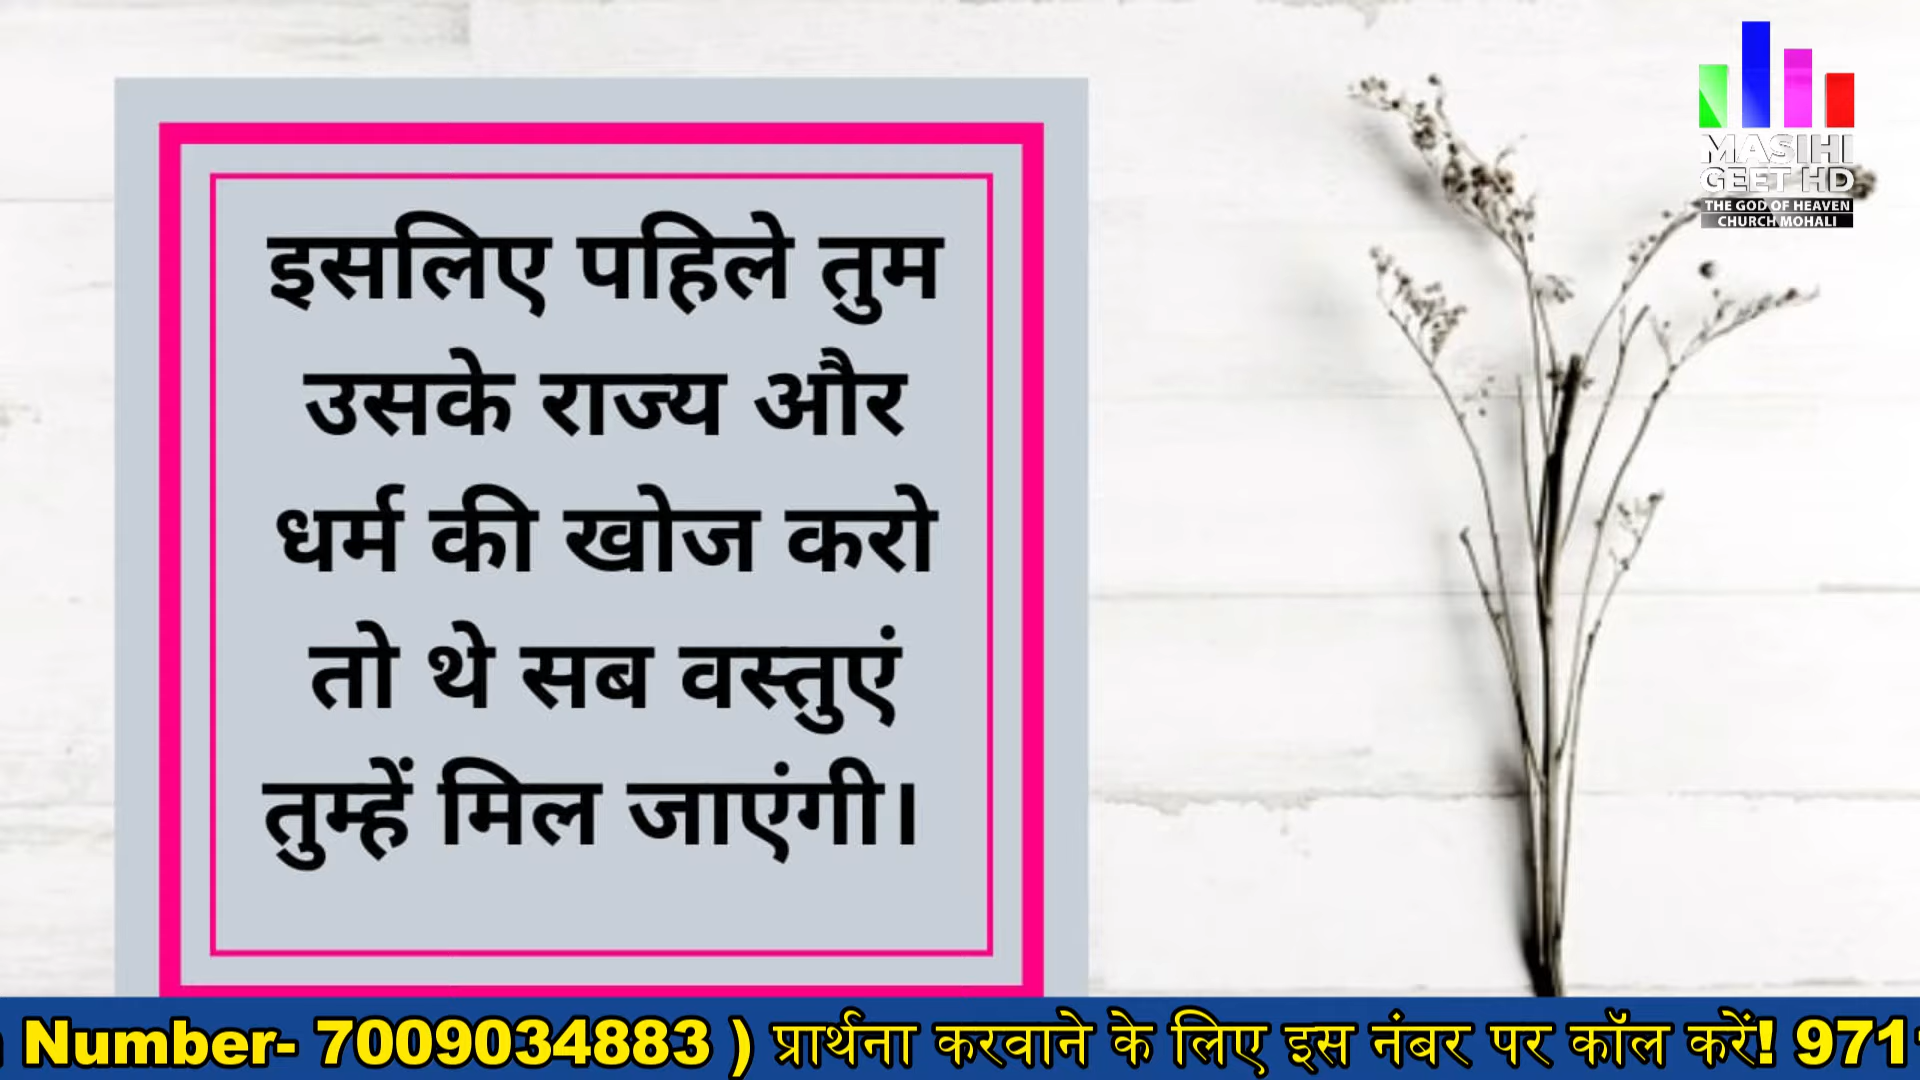 इसलिए पहिले तुम
उसके राज्य और
धर्म की खोज करो
तो थे सब वस्तुएं
तुम्हें मिल जाएंगी।
MASIHI
GEET HD
THE GOD OF HEAVEN
CHURCH MOHALI
Number- 7009034883 ) प्रार्थना करवाने के लिए इस नंबर पर कॉल करें! 971